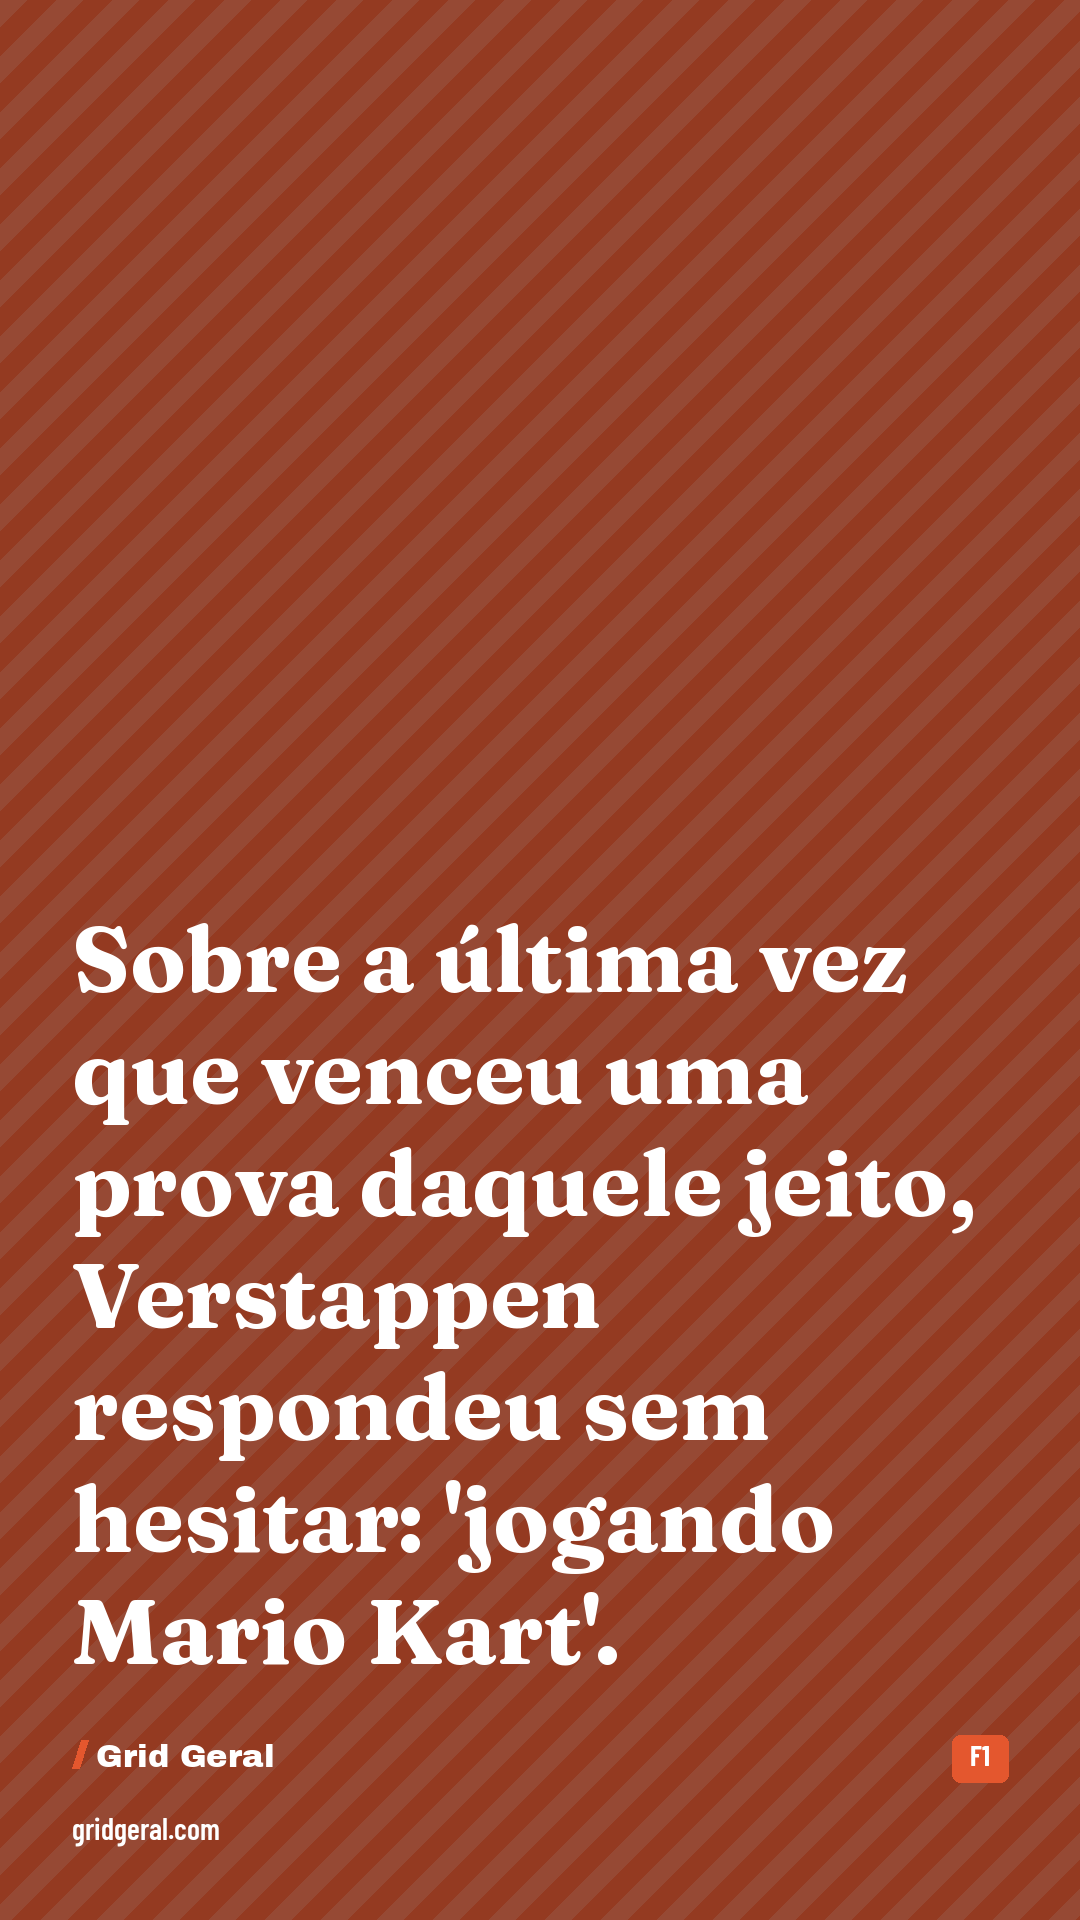 Sobre a última vez
que venceu uma
prova daquele jeito,
Verstappen
respondeu sem
hesitar: 'jogando
Mario Kart'.
Grid Geral
F1
gridgeral.com